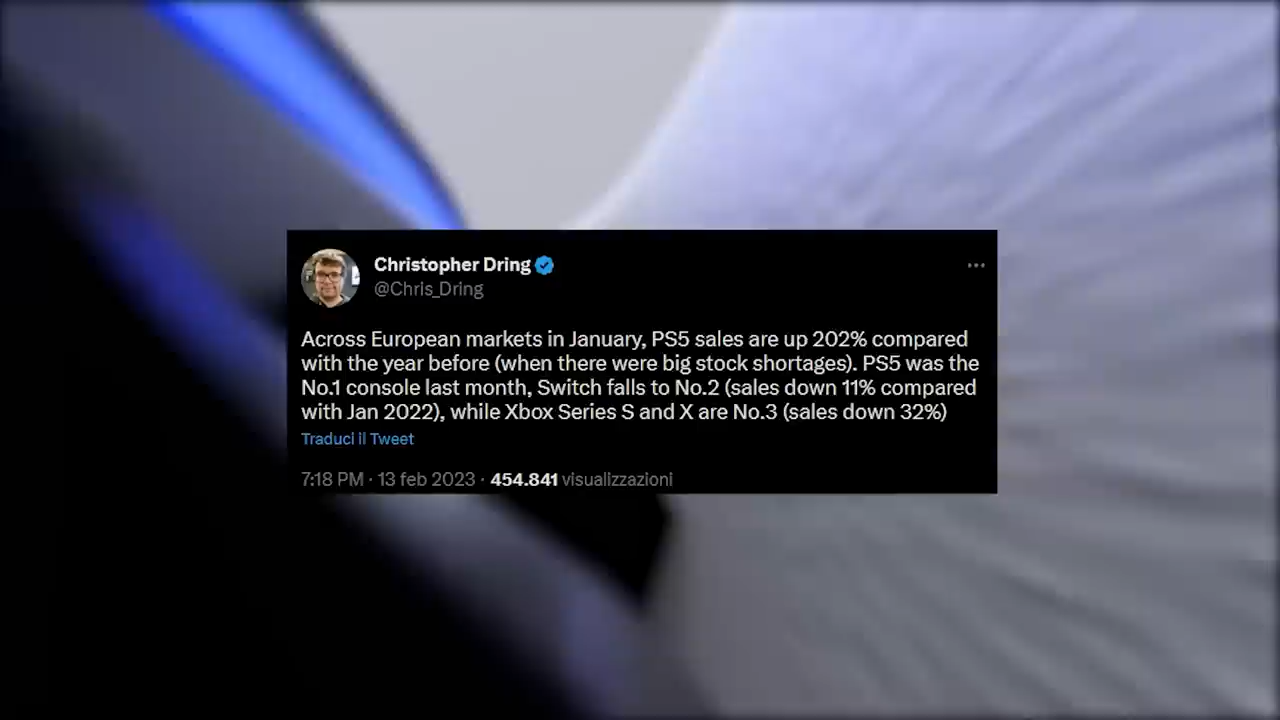 Christopher Dring
@Chris_Dring
Across European markets in January, PS5 sales are up 202% compared
with the year before (when there were big stock shortages). PS5 was the
No.1 console last month, Switch falls to No.2 (sales down 11% compared
with Jan 2022), while Xbox Series S and X are No.3 (sales down 32%)
Traduci il Tweet
7:18 PM · 13 feb 2023 · 454.841 visualizzazioni